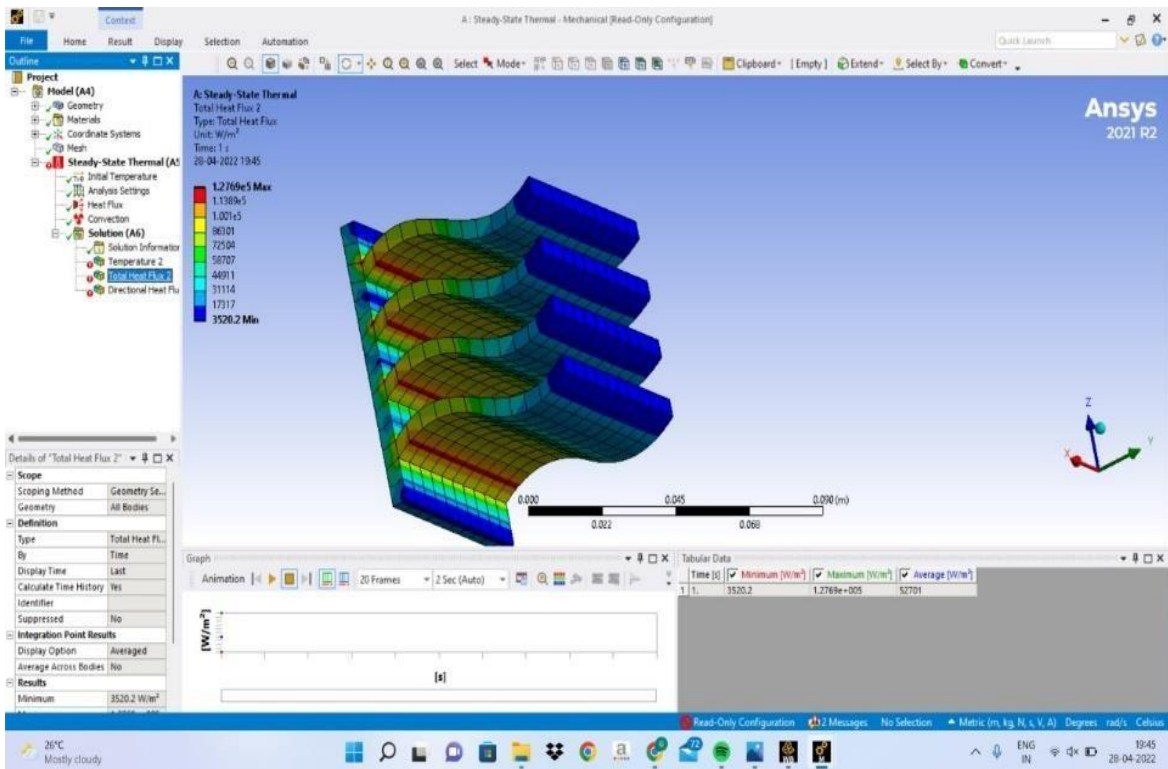 Context
A : Steady-State Thermal - Mechanical [Read-Only Configuration]
File Home Result Display Selection Automation
Quick Launch
Outline
Select Mode Clipboard [Empty] Extend Select By Convert
Project
Model (A4)
Geometry
Materials
Coordinate Systems
Mesh
Steady-State Thermal (A5
Initial Temperature
Analysis Settings
Heat Flux
Convection
Solution (A6)
Solution Information
Temperature 2
Total Heat Flux 2
Directional Heat Flu
A: Steady-State Thermal
Total Heat Flux 2
Type: Total Heat Flux
Unit: W/m²
Time: 1 s
28-04-2022 19:45
1.2769e5 Max
1.1389e5
1.001e5
86301
72504
58707
44911
31114
17317
3520.2 Min
Ansys
2021 R2
Z
X
Y
0.000 0.045 0.090 (m)
0.022 0.068
Details of "Total Heat Flux 2"
Scope
Scoping Method Geometry Se...
Geometry All Bodies
Definition
Type Total Heat Fl...
By Time
Display Time Last
Calculate Time History Yes
Identifier
Suppressed No
Integration Point Results
Display Option Averaged
Average Across Bodies No
Results
Minimum 3520.2 W/m²
Graph
Animation 20 Frames 2 Sec (Auto)
[W/m²]
[s]
Tabular Data
Time [s] Minimum [W/m²] Maximum [W/m²] Average [W/m²]
1 1. 3520.2 1.2769e+005 52701
Read-Only Configuration 2 Messages No Selection Metric (m, kg, N, s, V, A) Degrees rad/s Celsius
26°C
Mostly cloudy
72
ENG
IN
19:45
28-04-2022